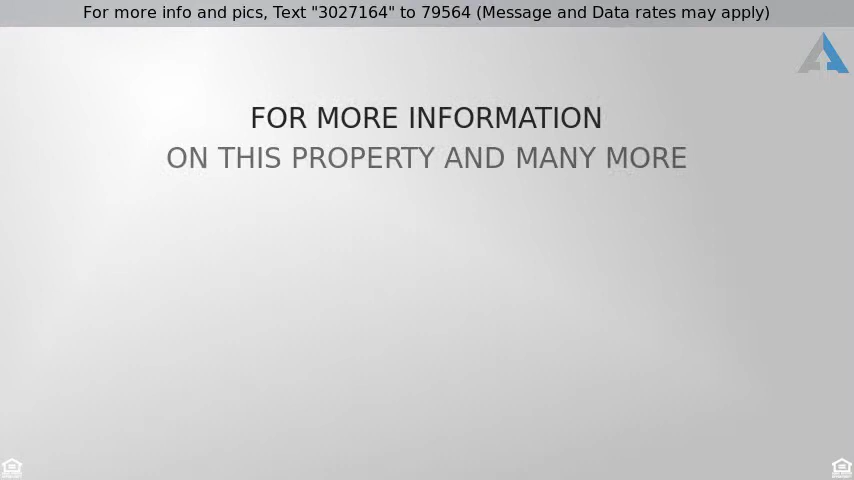 For more info and pics, Text "3027164" to 79564 (Message and Data rates may apply)
FOR MORE INFORMATION
ON THIS PROPERTY AND MANY MORE